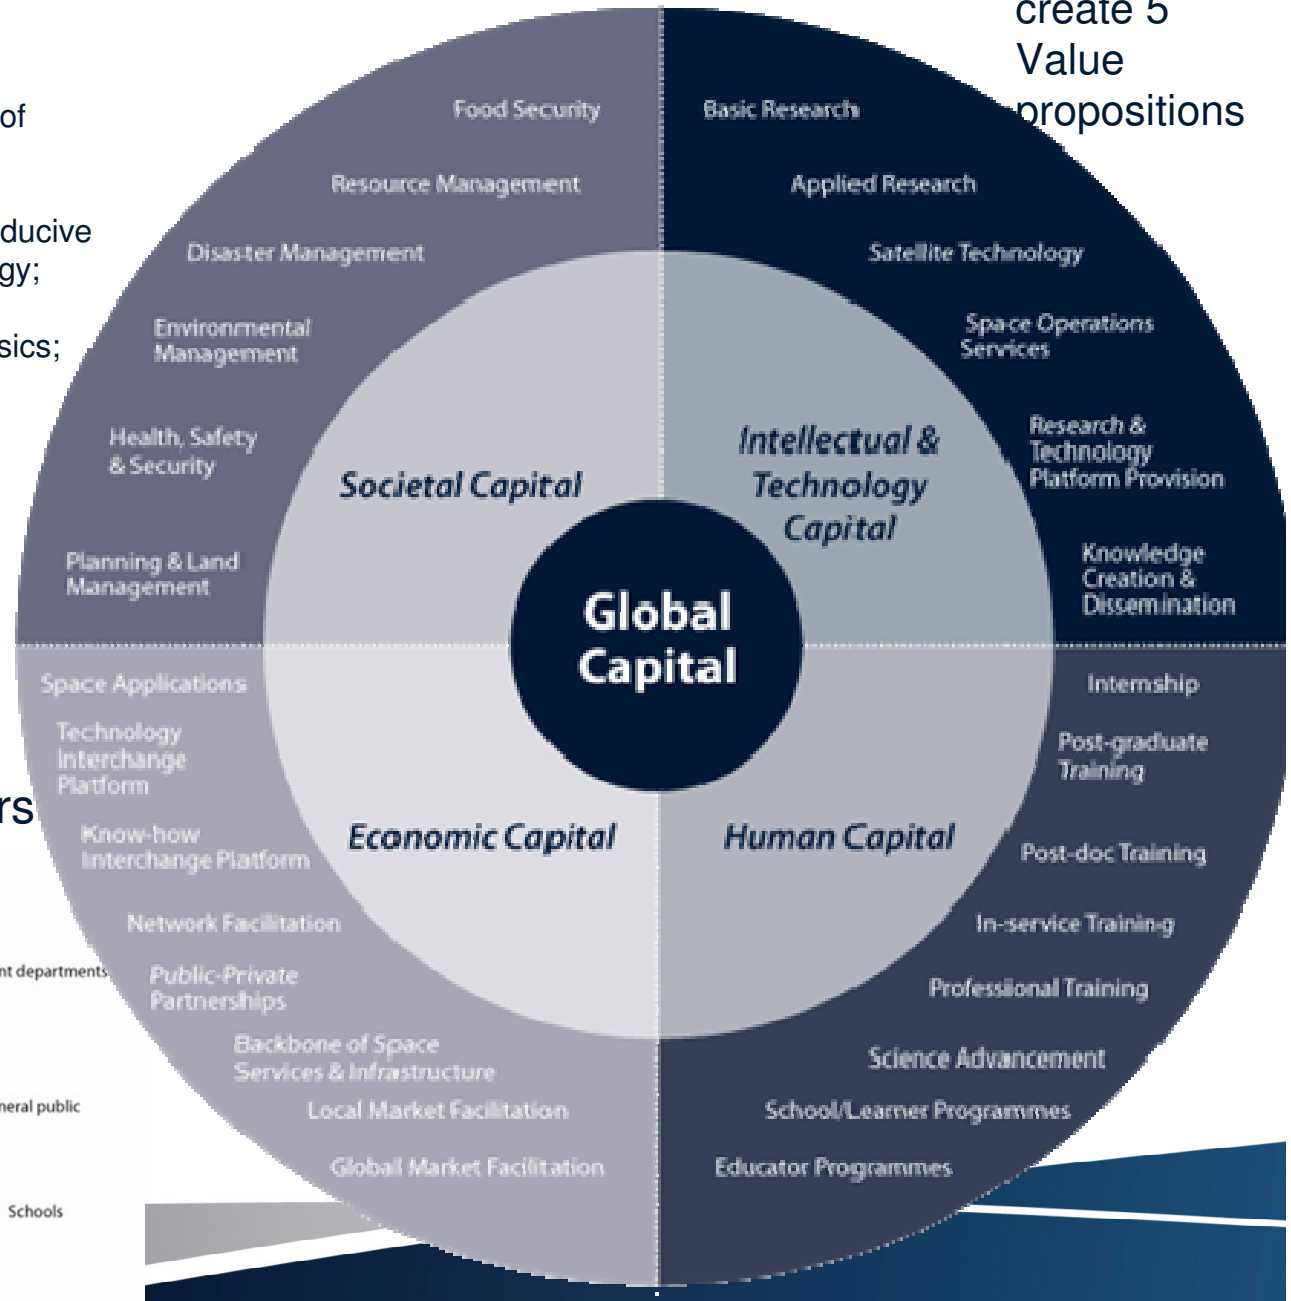 create 5
Value
propositions
of
ducive
gy;
sics;
rs
nt departments
neral public
Schools
Food Security
Resource Management
Disaster Management
Environmental
Management
Health, Safety
& Security
Planning & Land
Management
Societal Capital
Basic Research
Applied Research
Satellite Technology
Space Operations
Services
Research &
Technology
Platform Provision
Knowledge
Creation &
Dissemination
Intellectual &
Technology
Capital
Global
Capital
Space Applications
Technology
Interchange
Platform
Know-how
Interchange Platform
Network Facilitation
Public-Private
Partnerships
Backbone of Space
Services & Infrastructure
Local Market Facilitation
Global Market Facilitation
Economic Capital
Human Capital
Internship
Post-graduate
Training
Post-doc Training
In-service Training
Professional Training
Science Advancement
School/Learner Programmes
Educator Programmes